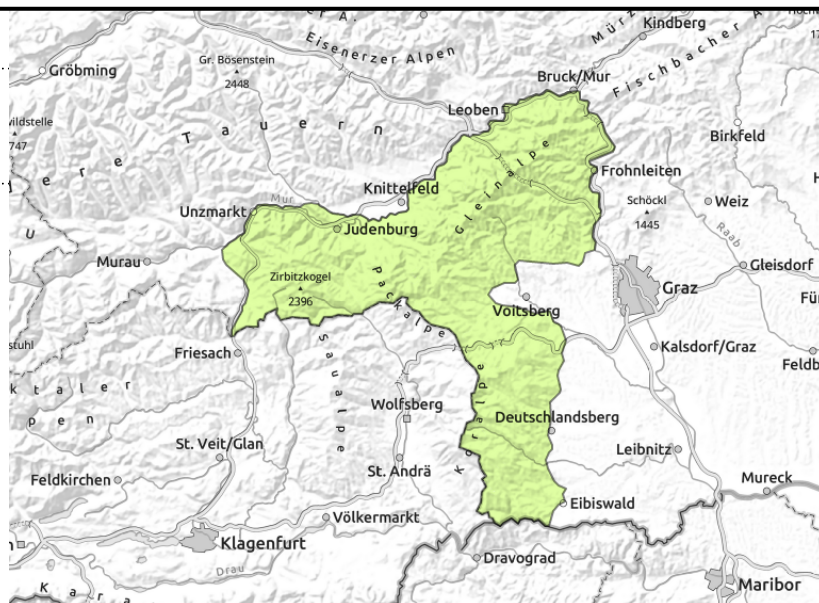 Kindberg
Gröbming
Gr. Bösenstein
2448
Eisenerzer Alpen
Bruck/Mur
Fischbacher A
Leoben
ere Tauern
Birkfeld
Knittelfeld
Gleinalpe
Frohnleiten
Unzmarkt
Mur
Judenburg
Schöckl
1445
Weiz
Raab
Murau
Zirbitzkogel
2396
Packalpe
Voitsberg
Graz
Gleisdorf
Friesach
Saualpe
Kalsdorf/Graz
Wolfsberg
Koralpe
Deutschlandsberg
St. Veit/Glan
St. Andrä
Leibnitz
Feldkirchen
Mureck
Völkermarkt
Eibiswald
Klagenfurt
Drau
Dravograd
Maribor